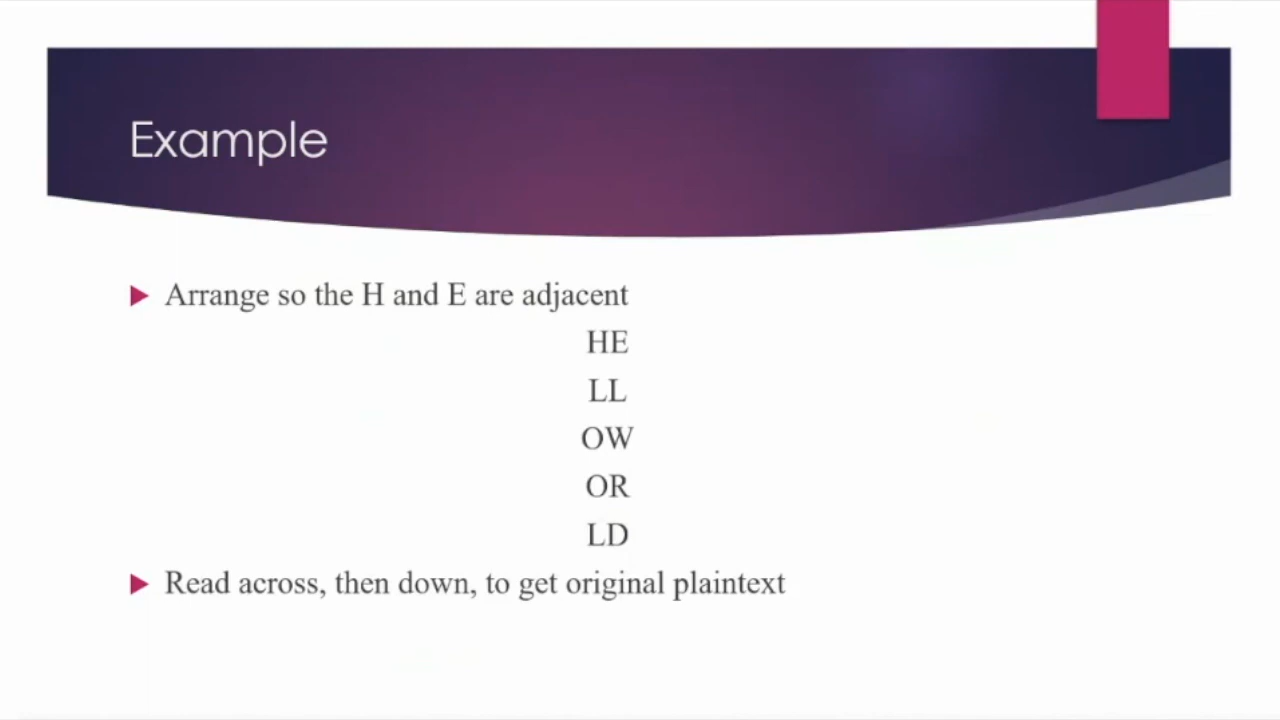 Example
Arrange so the H and E are adjacent
HE
LL
OW
OR
LD
Read across, then down, to get original plaintext